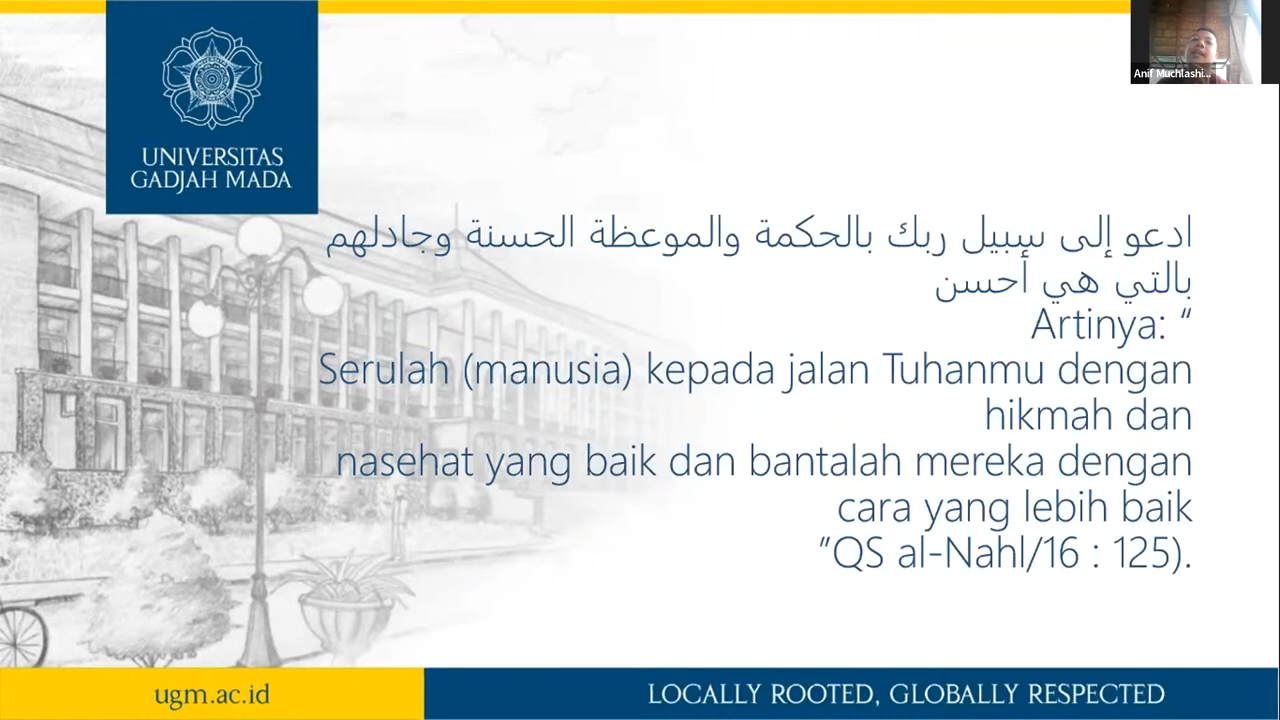 UNIVERSITAS
GADJAH MADA
Anif Muchlashi...
ادعو إلى سبيل ربك بالحكمة والموعظة الحسنة وجادلهم
بالتي هي أحسن
Artinya: “
Serulah (manusia) kepada jalan Tuhanmu dengan
hikmah dan
nasehat yang baik dan bantalah mereka dengan
cara yang lebih baik
”QS al-Nahl/16 : 125).
ugm.ac.id
LOCALLY ROOTED, GLOBALLY RESPECTED